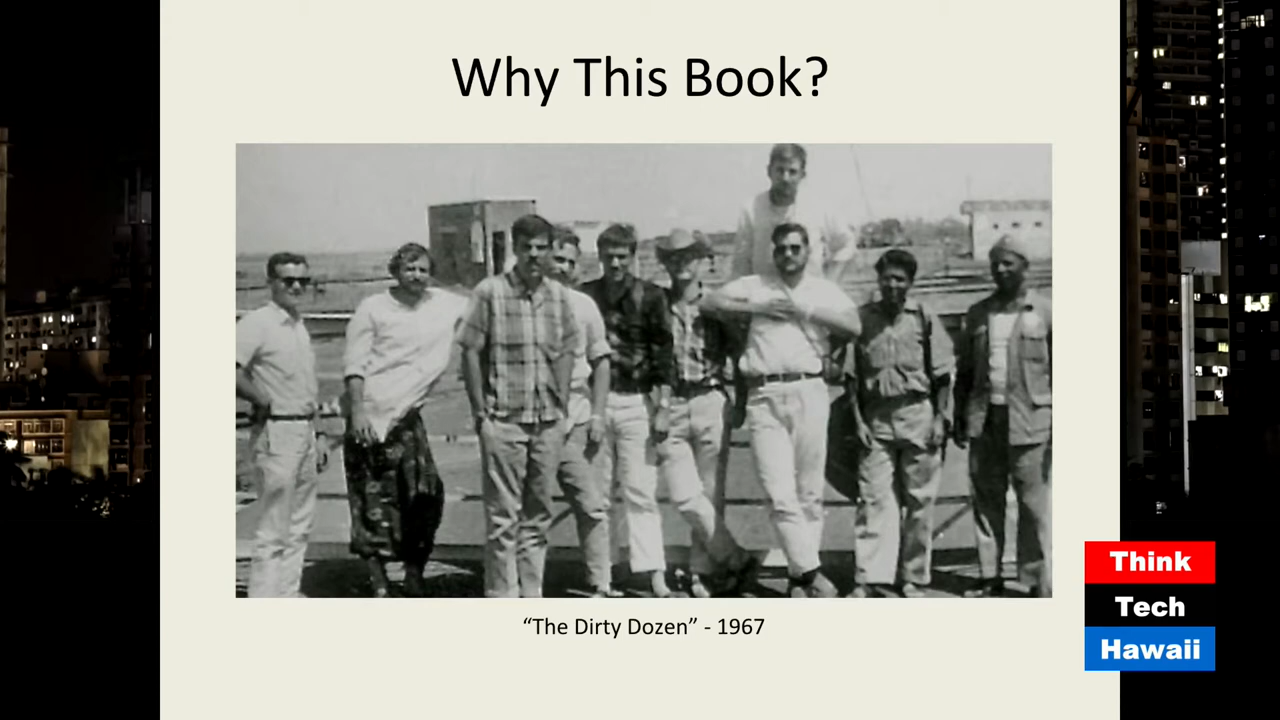 Why This Book?
“The Dirty Dozen” - 1967
Think
Tech
Hawaii